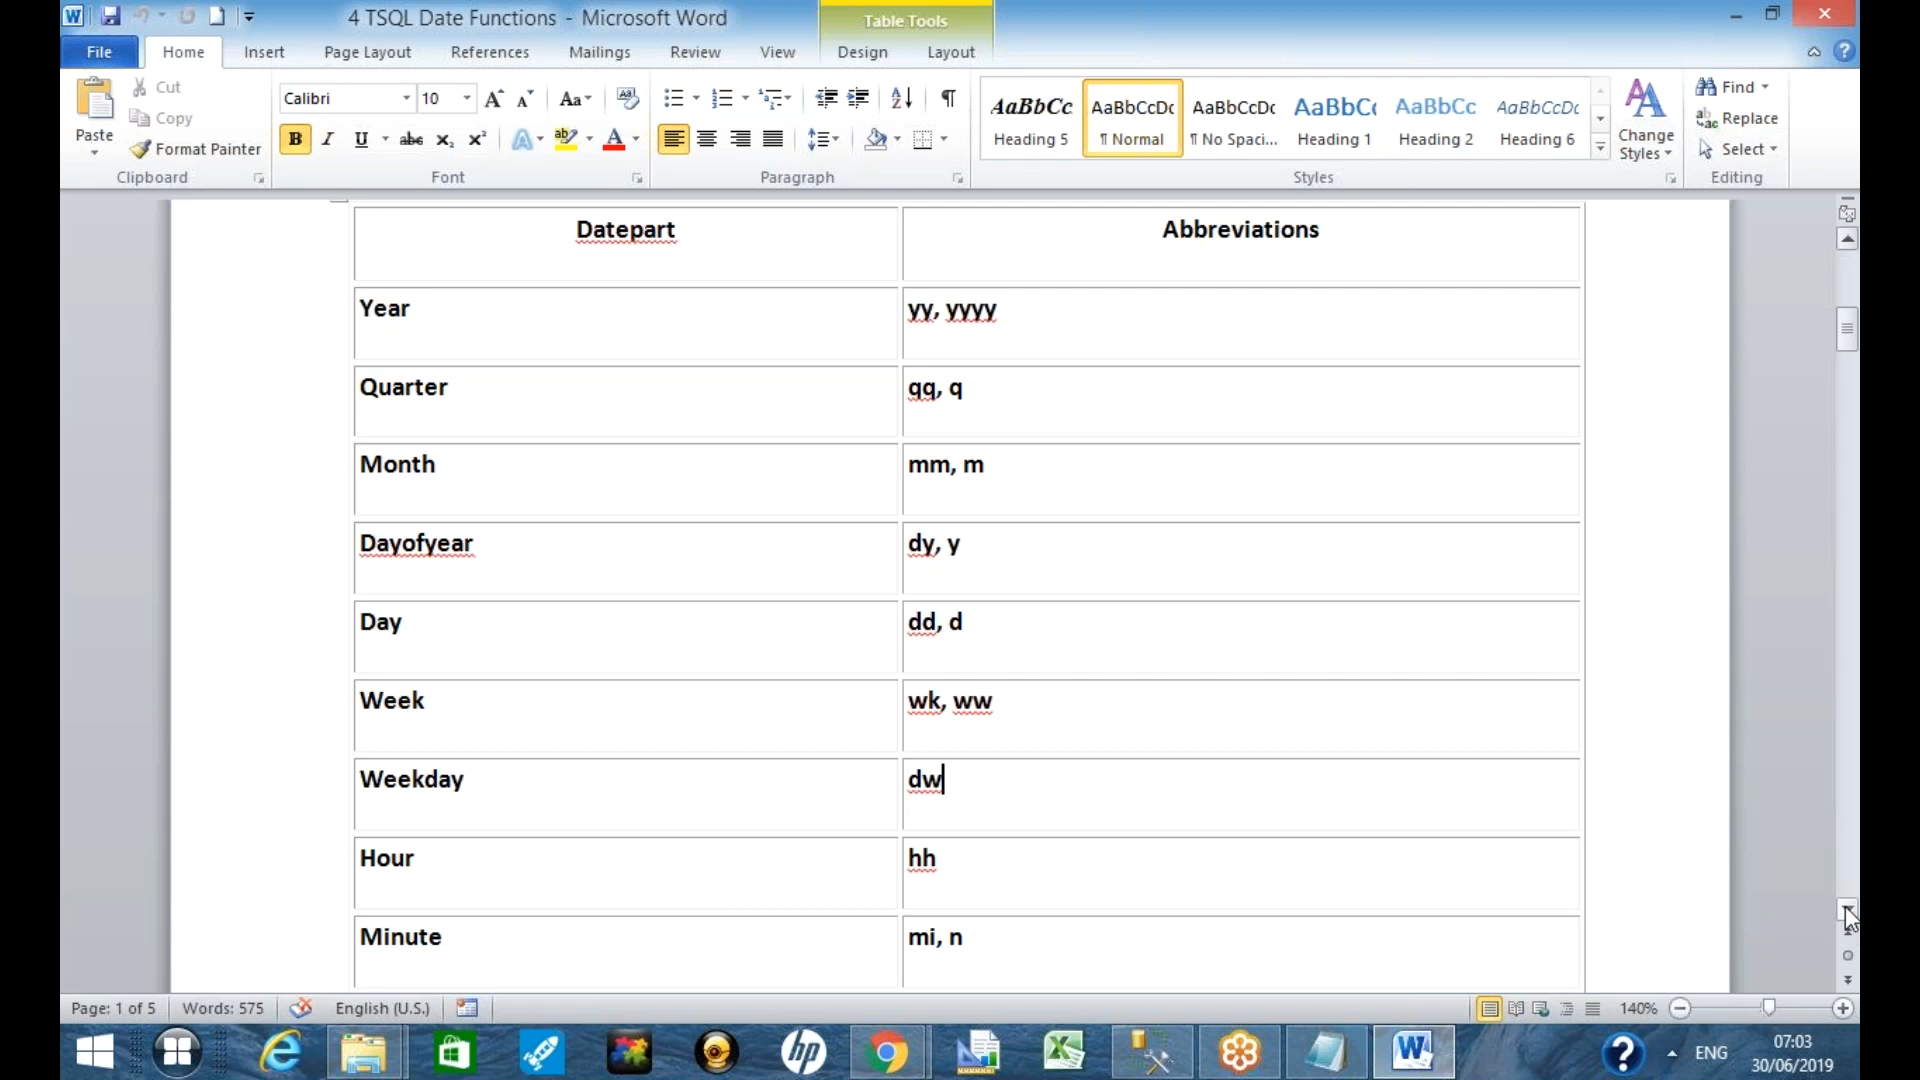 4 TSQL Date Functions - Microsoft Word
Table Tools
File Home Insert Page Layout References Mailings Review View Design Layout
Paste
Cut
Copy
Format Painter
Clipboard
Calibri 10
Font
Paragraph
AaBbCc AaBbCcDc AaBbCcDc AaBbC AaBbCc AaBbCcDc
Heading 5 ¶ Normal ¶ No Spaci... Heading 1 Heading 2 Heading 6
Change
Styles
Styles
Find
Replace
Select
Editing
Datepart Abbreviations
Year yy, yyyy
Quarter qq, q
Month mm, m
Dayofyear dy, y
Day dd, d
Week wk, ww
Weekday dw
Hour hh
Minute mi, n
Page: 1 of 5 Words: 575 English (U.S.) 140%
ENG
07:03
30/06/2019